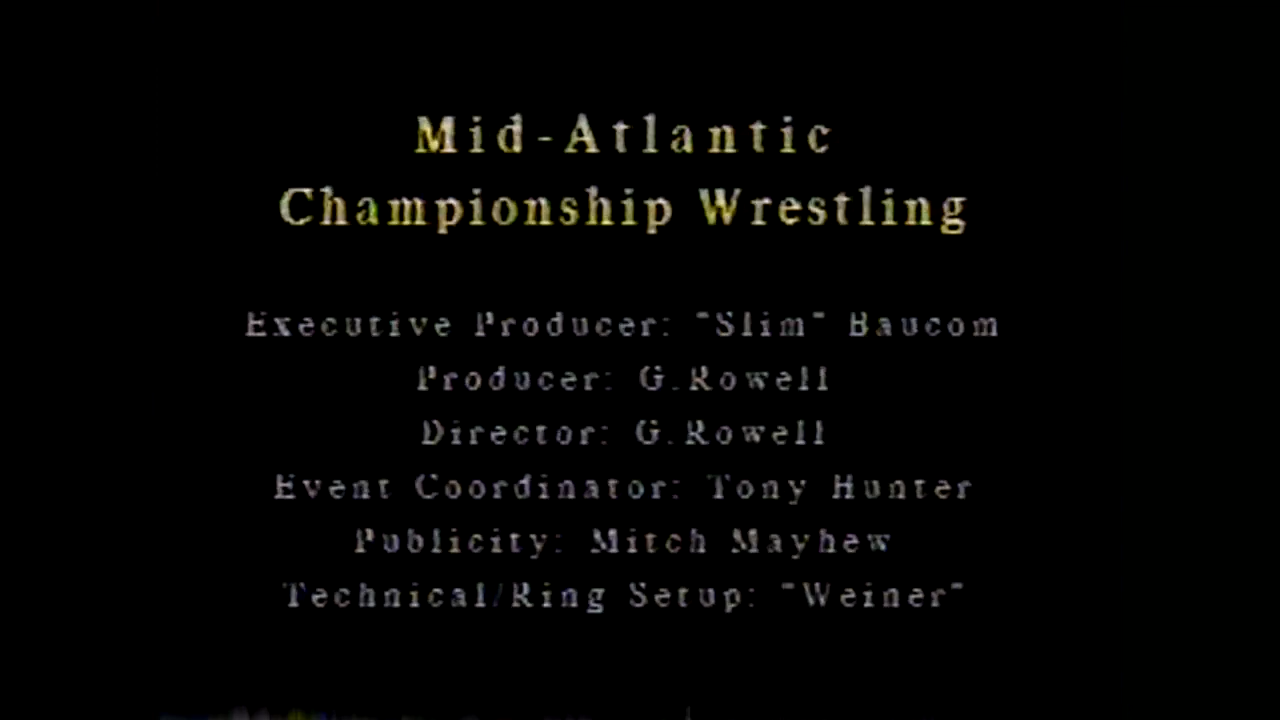 Mid-Atlantic
Championship Wrestling
Executive Producer: "Slim" Baucom
Producer: G.Rowell
Director: G.Rowell
Event Coordinator: Tony Hunter
Publicity: Mitch Mayhew
Technical/Ring Setup: "Weiner"